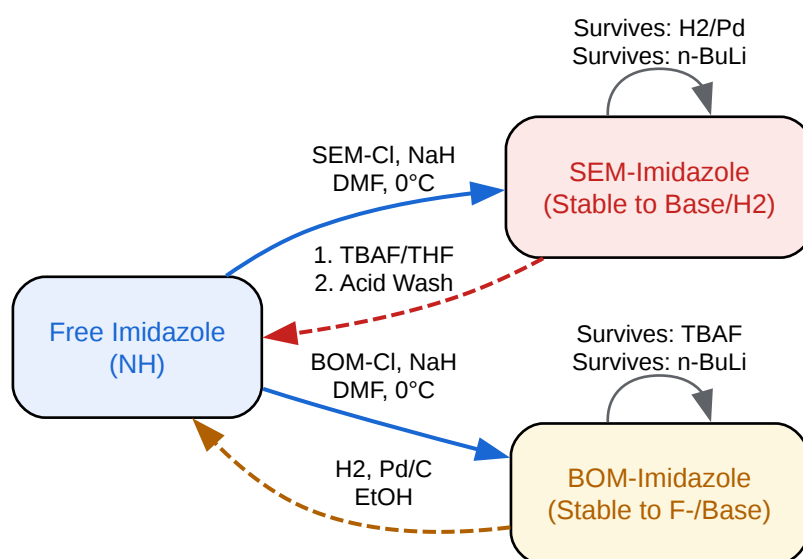 Survives: H2/Pd
Survives: n-BuLi
SEM-Cl, NaH
DMF, 0°C
SEM-Imidazole
(Stable to Base/H2)
1. TBAF/THF
2. Acid Wash
Free Imidazole
(NH)
Survives: TBAF
Survives: n-BuLi
BOM-Cl, NaH
DMF, 0°C
H2, Pd/C
EtOH
BOM-Imidazole
(Stable to F-/Base)